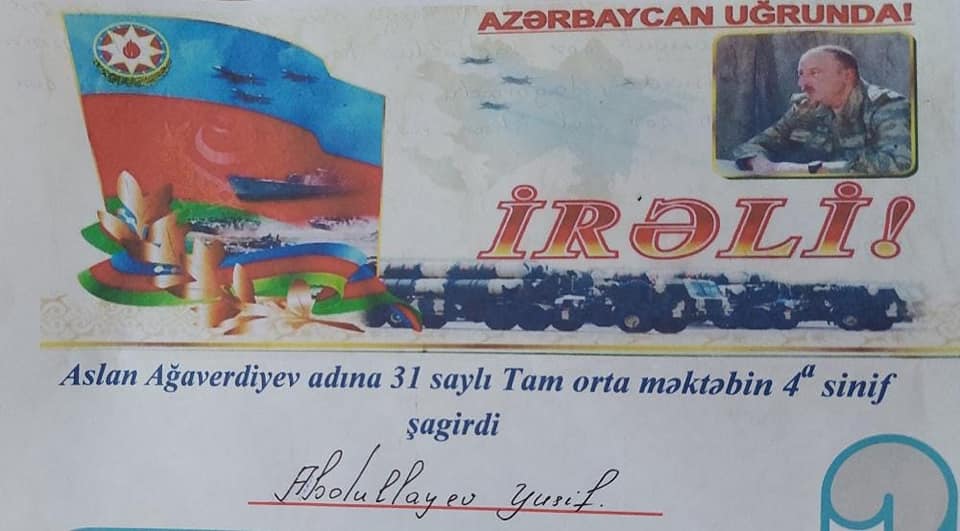 AZƏRBAYCAN UĞRUNDA!
İRƏLİ!
Aslan Ağaverdiyev adına 31 saylı Tam orta məktəbin 4a sinif
şagirdi
Abdullayev Yusif.